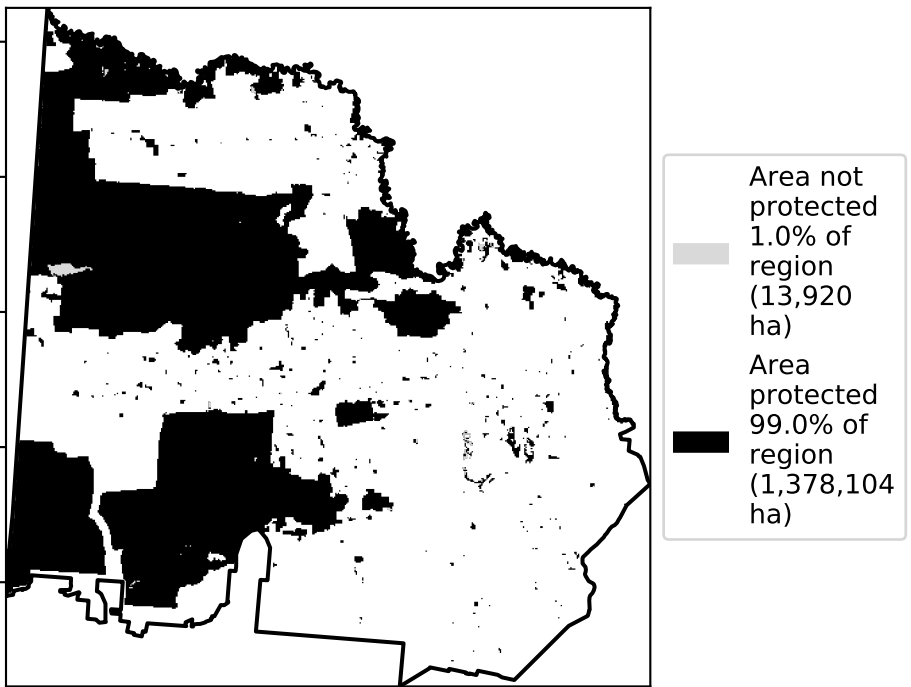 Area not
protected
1.0% of
region
(13,920
ha)
Area
protected
99.0% of
region
(1,378,104
ha)